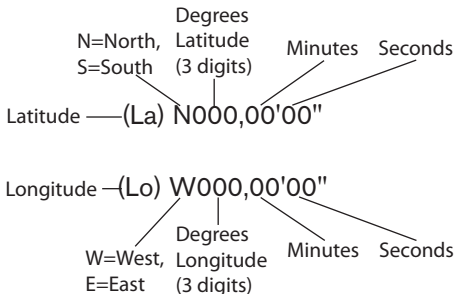 Degrees
N=North, Latitude Minutes Seconds
S=South (3 digits)
Latitude (La) N000,00'00"
Longitude (Lo) W000,00'00"
Degrees
W=West, Longitude Minutes Seconds
E=East (3 digits)